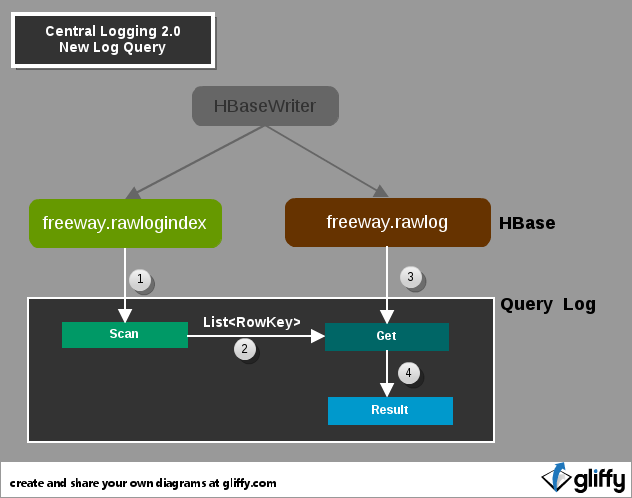 Central Logging 2.0
New Log Query
HBaseWriter
freeway.rawlogindex
freeway.rawlog
HBase
1
3
Query Log
Scan
List<RowKey>
2
Get
4
Result
create and share your own diagrams at gliffy.com
gliffy